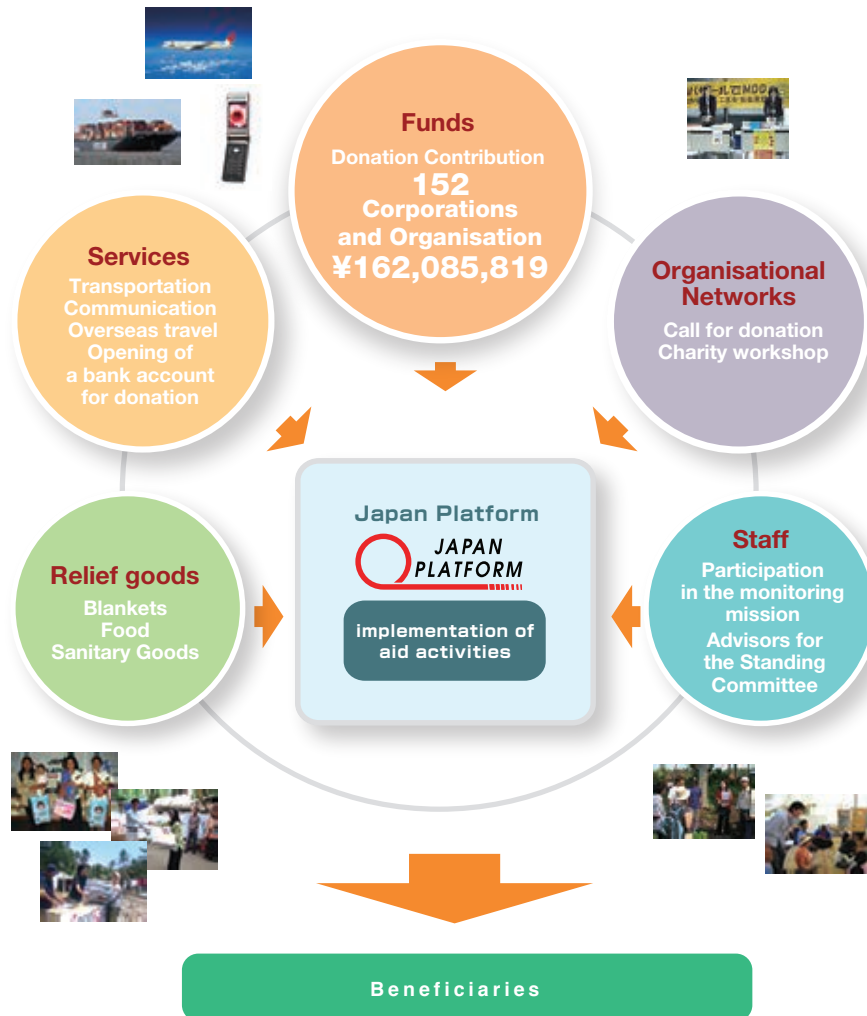 Funds
Donation Contribution
152
Corporations
and Organisation
¥162,085,819
Services
Transportation
Communication
Overseas travel
Opening of
a bank account
for donation
Organisational
Networks
Call for donation
Charity workshop
Japan Platform
JAPAN
PLATFORM
implementation of
aid activities
Relief goods
Blankets
Food
Sanitary Goods
Staff
Participation
in the monitoring
mission
Advisors for
the Standing
Committee
Beneficiaries